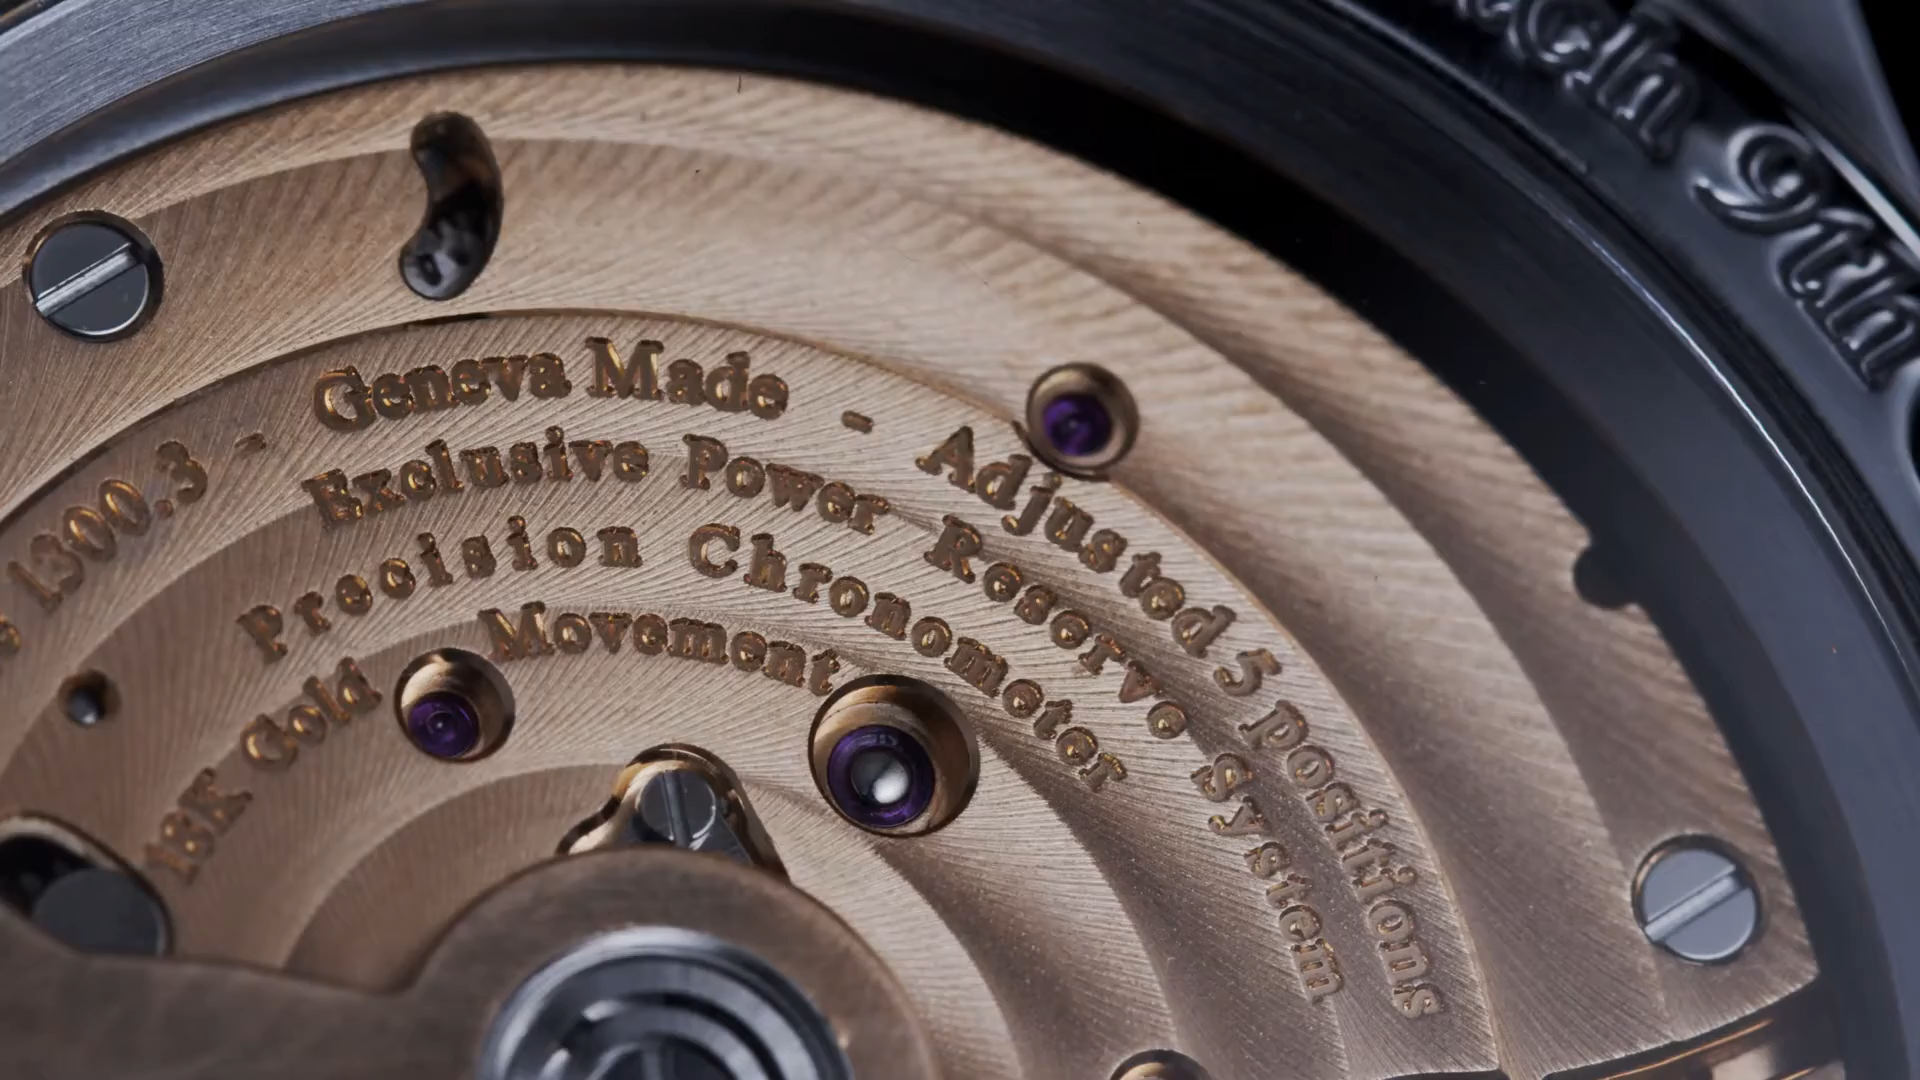 1300.3 - Geneva Made - Adjusted 5 positions
Exclusive Power Reserve System
Precision Chronometer
18K Gold Movement
9th